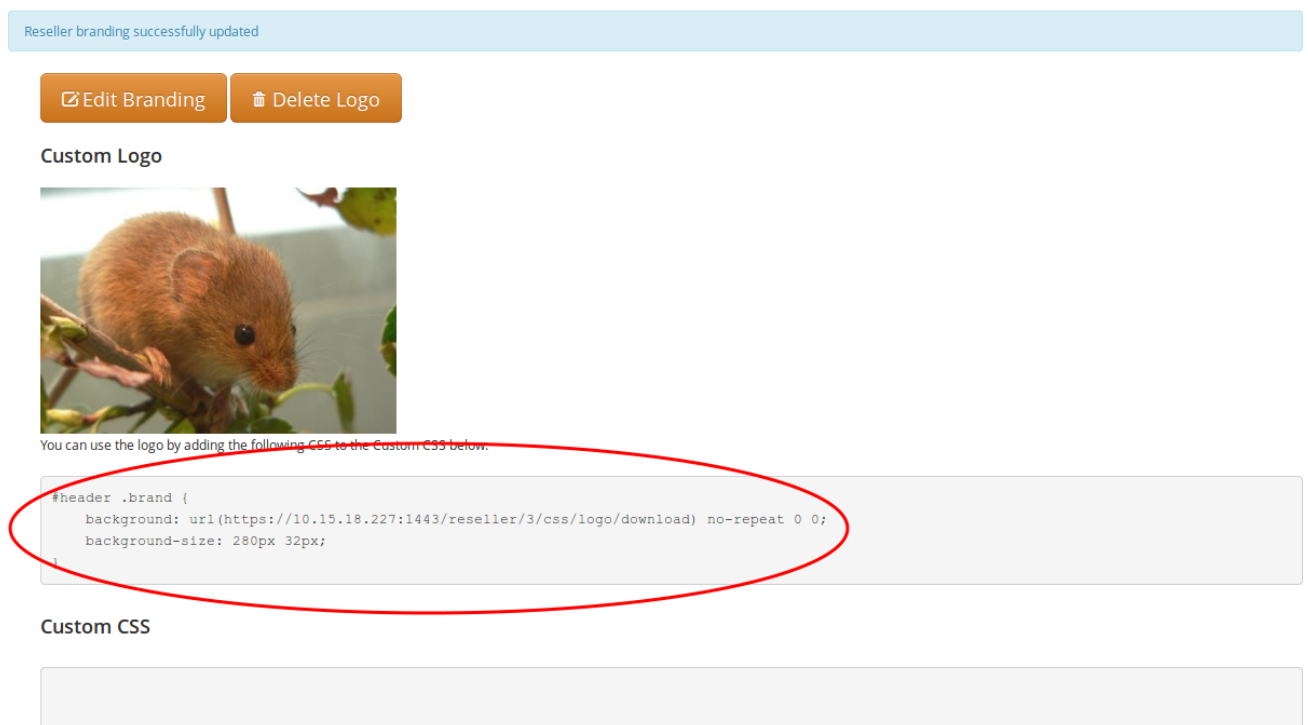 Reseller branding successfully updated
Edit Branding
Delete Logo
Custom Logo
You can use the logo by adding the following CSS to the Custom CSS below:
#header .brand {
background: url(https://10.15.18.227:1443/reseller/3/css/logo/download) no-repeat 0 0;
background-size: 280px 32px;
}
Custom CSS